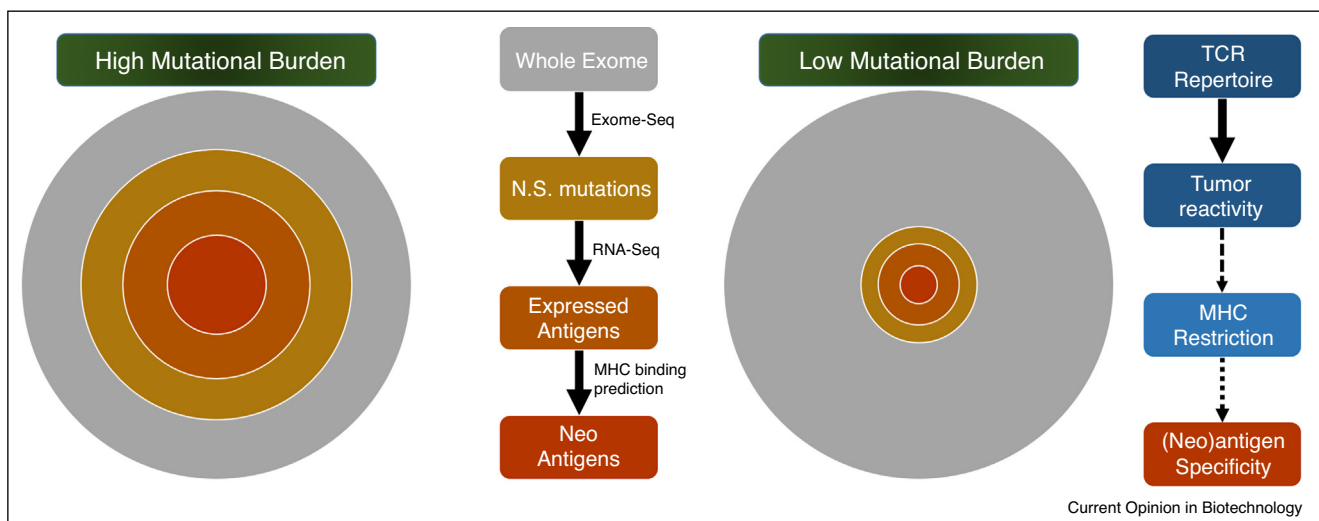 High Mutational Burden
Whole Exome
Exome-Seq
N.S. mutations
RNA-Seq
Expressed
Antigens
MHC binding
prediction
Neo
Antigens
Low Mutational Burden
TCR
Repertoire
Tumor
reactivity
MHC
Restriction
(Neo)antigen
Specificity
Current Opinion in Biotechnology